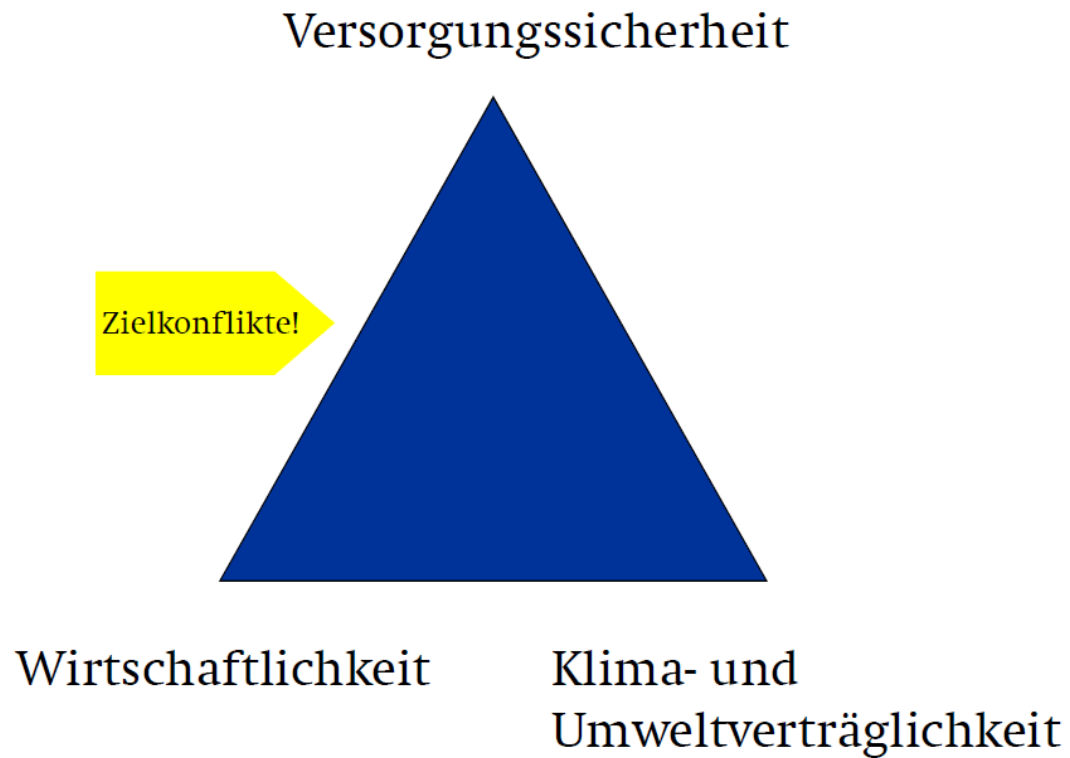 Versorgungssicherheit
Zielkonflikte!
Wirtschaftlichkeit
Klima- und
Umweltverträglichkeit